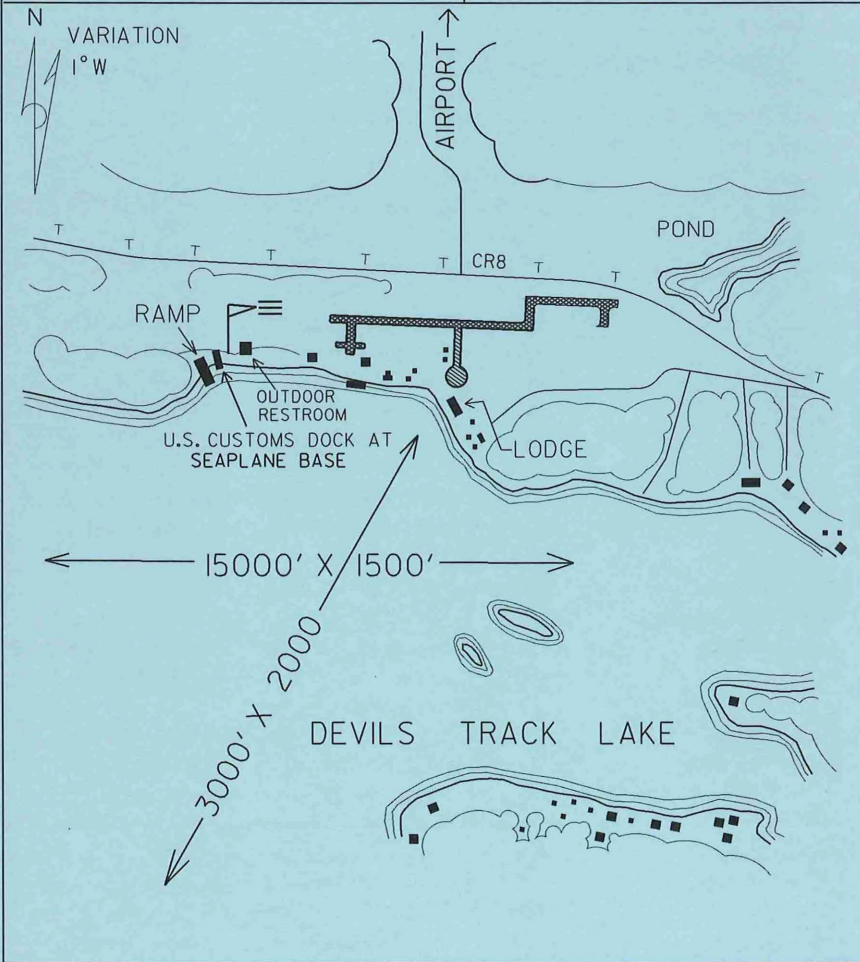 N
VARIATION
1°W
AIRPORT
POND
T T T T T T T T T
CR8
RAMP
OUTDOOR
RESTROOM
U.S. CUSTOMS DOCK AT
SEAPLANE BASE
LODGE
15000' X 1500'
3000' X 2000
DEVILS TRACK LAKE